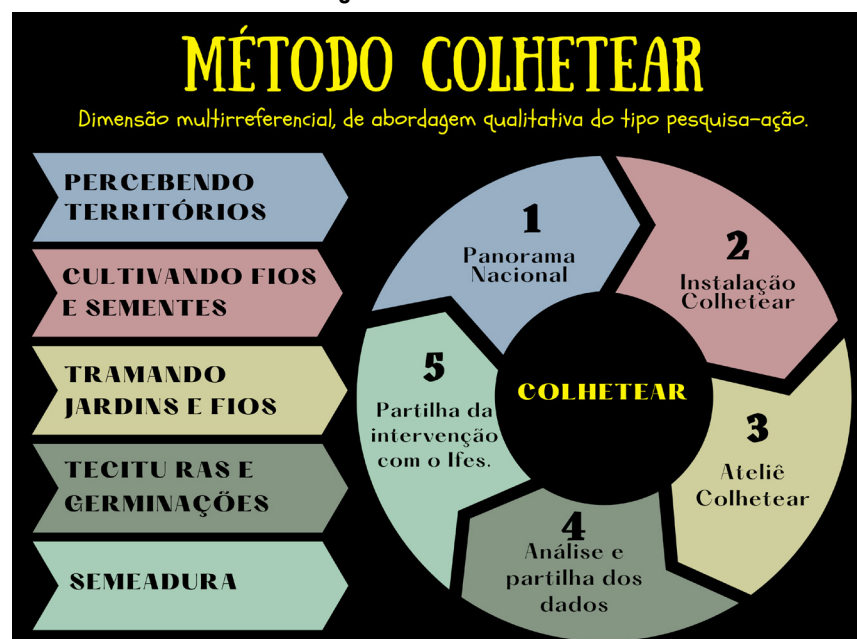 MÉTODO COLHETEAR
Dimensão multirreferencial, de abordagem qualitativa do tipo pesquisa-ação.
PERCEBENDO
TERRITÓRIOS
CULTIVANDO FIOS
E SEMENTES
TRAMANDO
JARDINS E FIOS
TECITU RAS E
GERMINAÇÕES
SEMEADURA
1
Panorama
Nacional
2
Instalação
Colhetear
3
Ateliê
Colhetear
4
Análise e
partilha dos
dados
5
Partilha da
intervenção
com o Ifes.
COLHETEAR